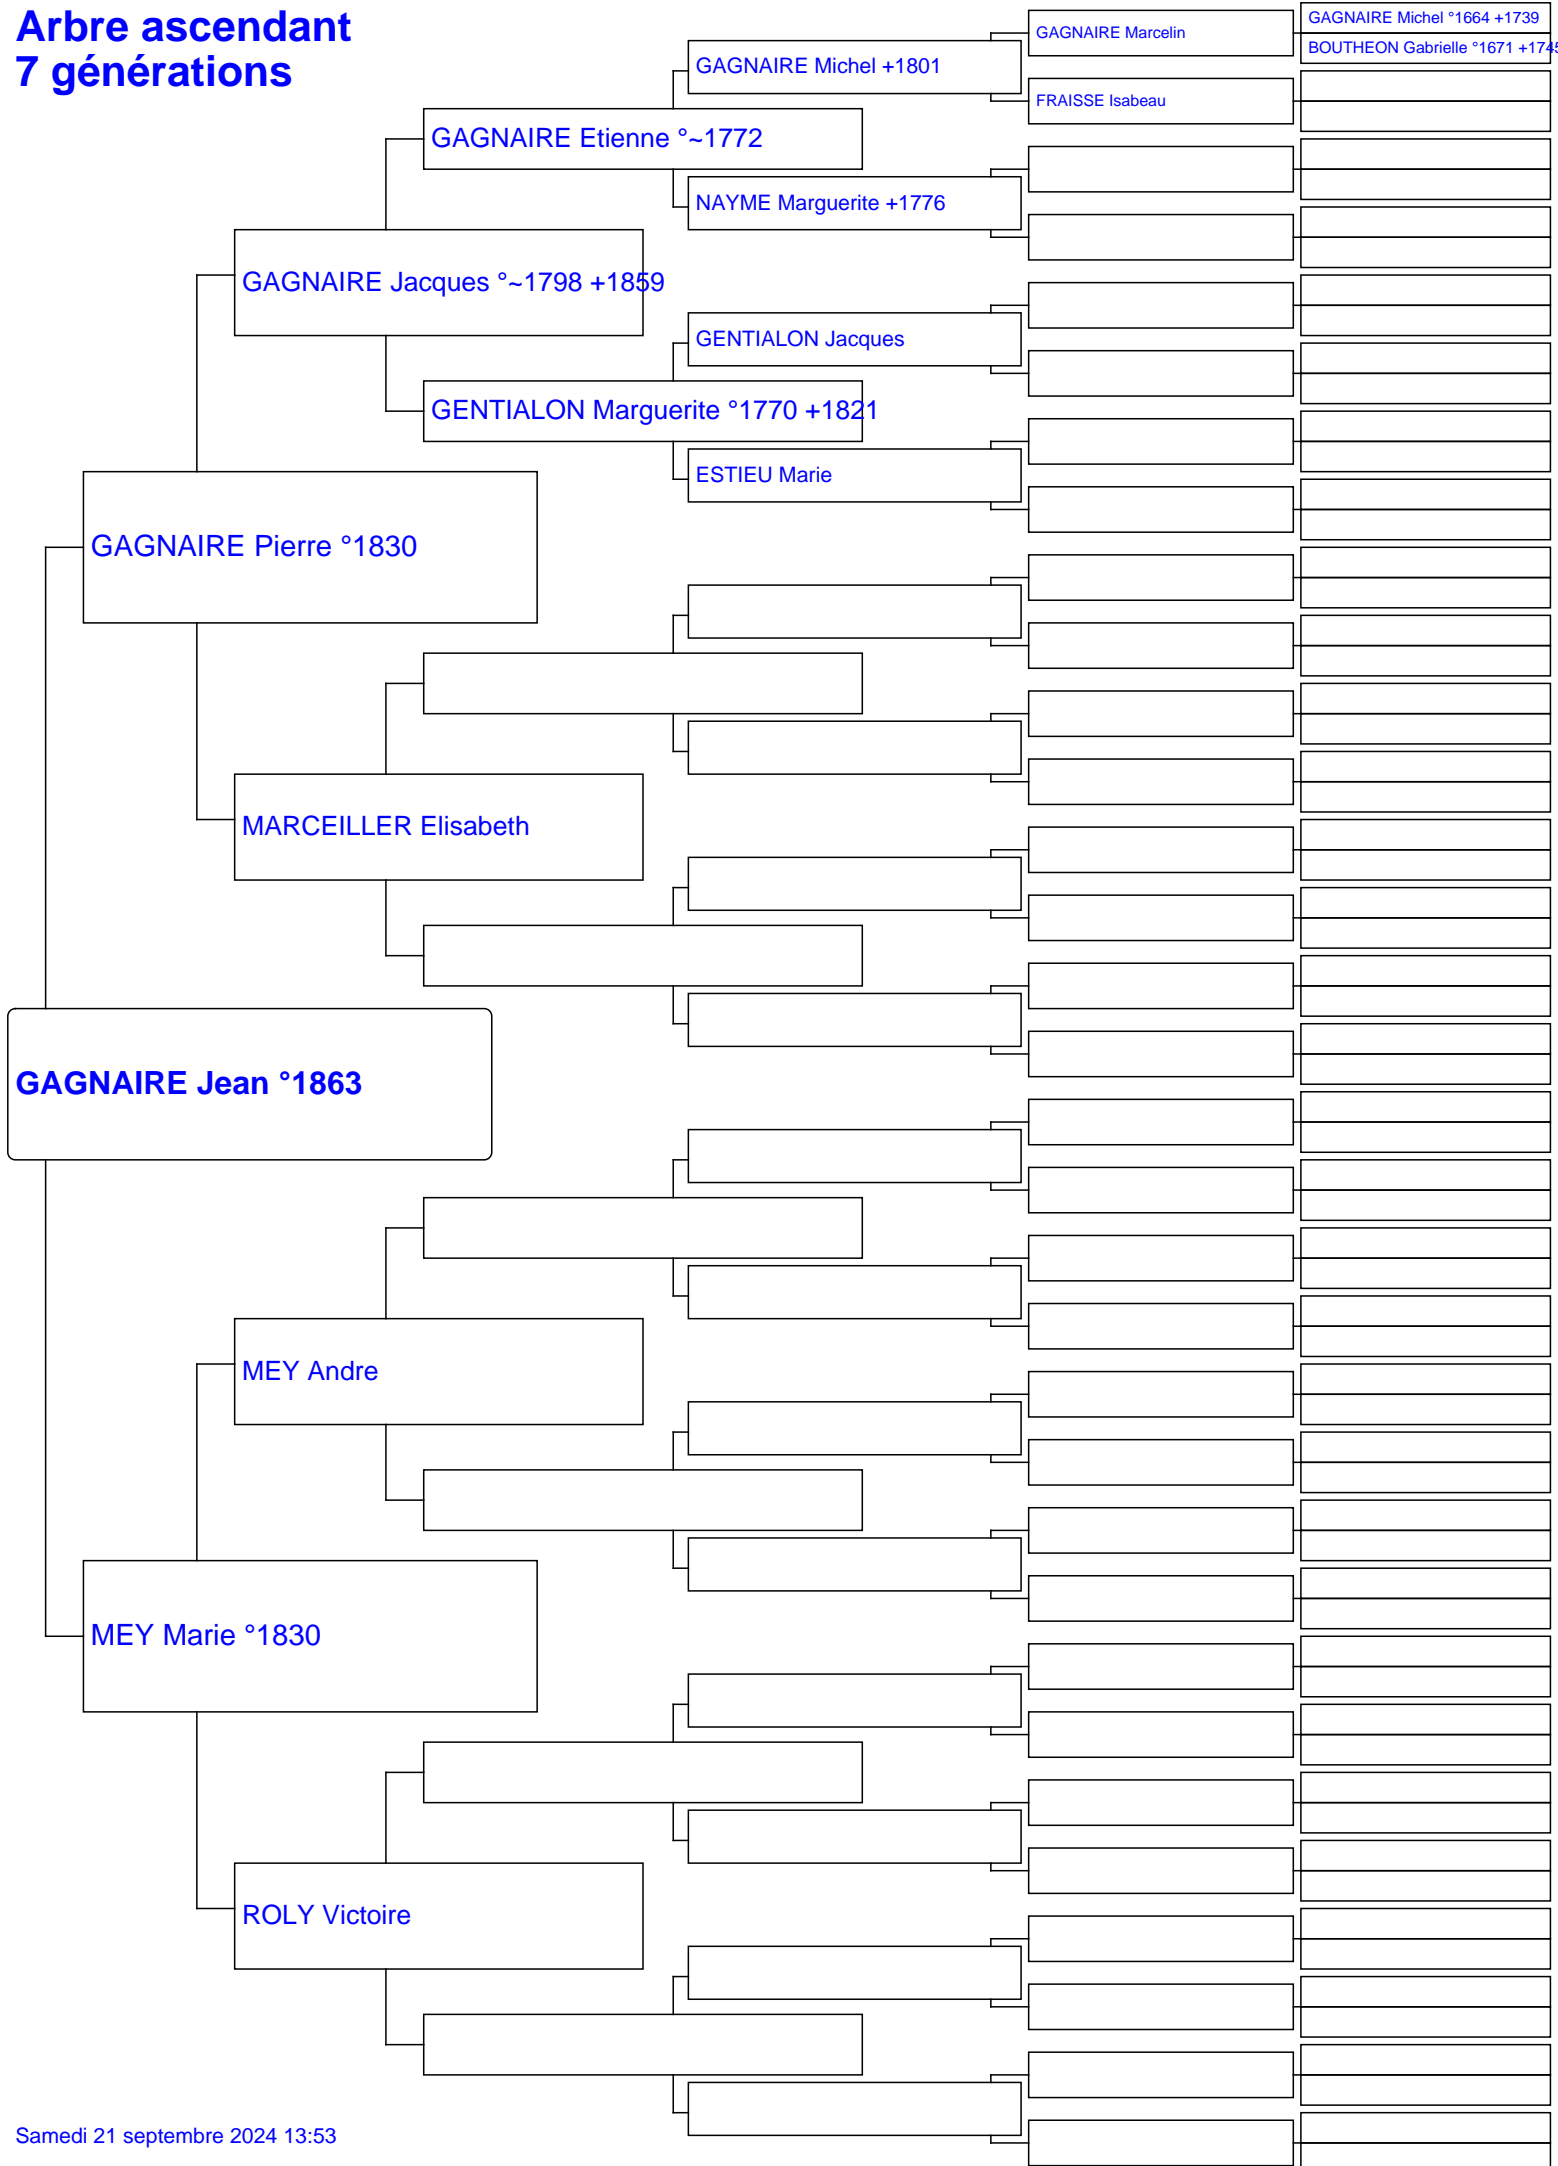 Arbre ascendant
7 générations
GAGNAIRE Marcelin
GAGNAIRE Michel °1664 +1739
BOUTHEON Gabrielle °1671 +1745
GAGNAIRE Michel +1801
FRAISSE Isabeau
GAGNAIRE Etienne °~1772
NAYME Marguerite +1776
GAGNAIRE Jacques °~1798 +1859
GENTIALON Jacques
GENTIALON Marguerite °1770 +1821
ESTIEU Marie
GAGNAIRE Pierre °1830
MARCEILLER Elisabeth
GAGNAIRE Jean °1863
MEY Andre
MEY Marie °1830
ROLY Victoire
Samedi 21 septembre 2024 13:53